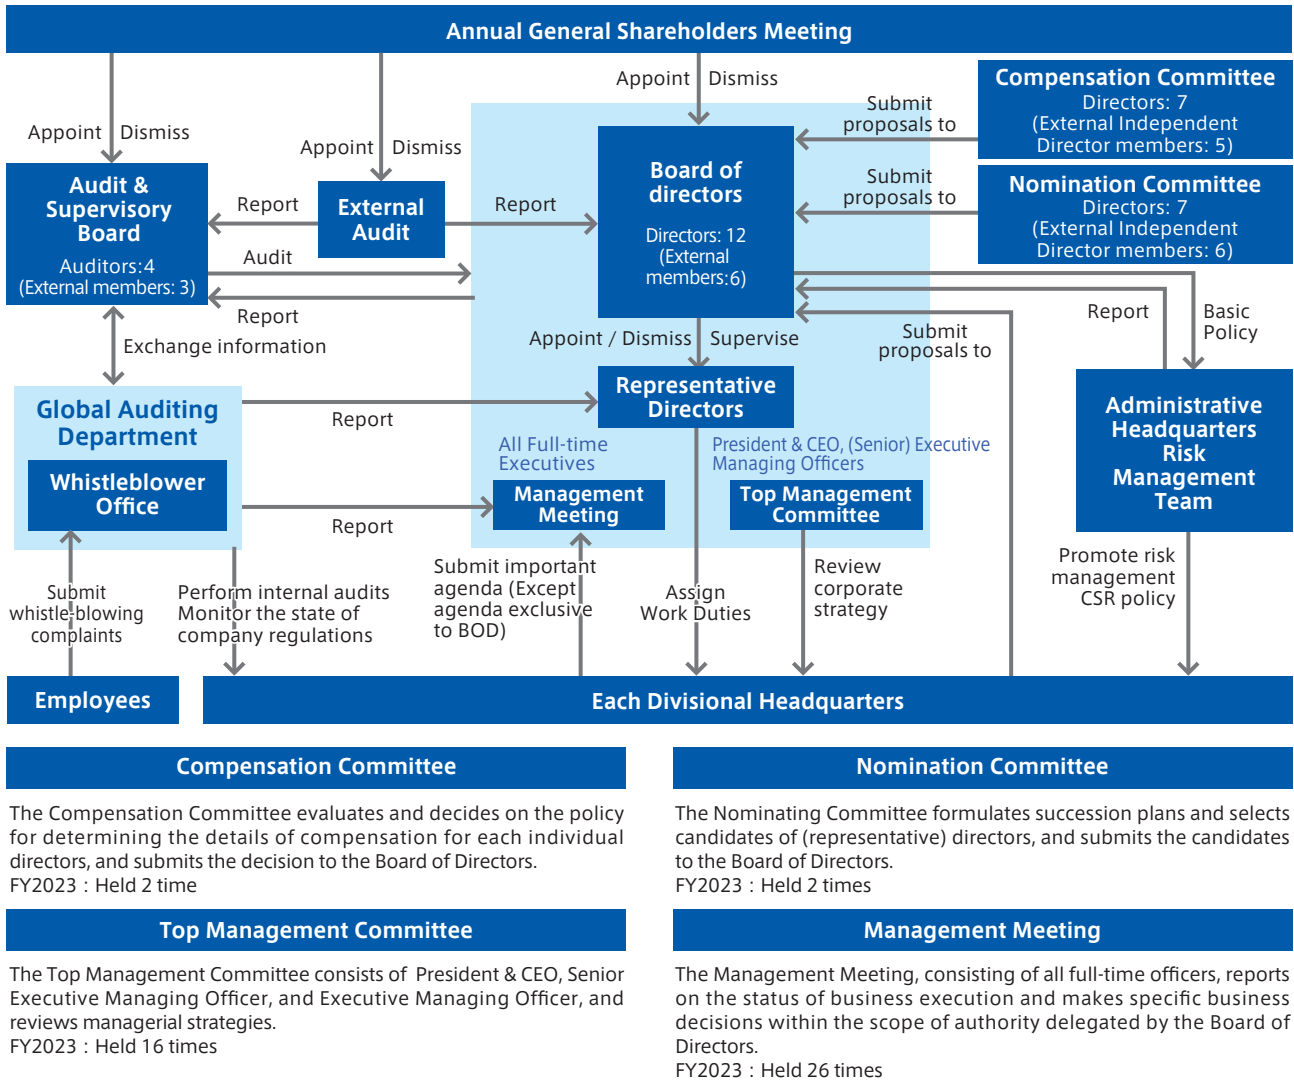 Annual General Shareholders Meeting
Appoint Dismiss
Appoint Dismiss
Appoint Dismiss
Audit &
Supervisory
Board
Auditors:4
(External members: 3)
External
Audit
Report
Report
Audit
Report
Exchange information
Board of
directors
Directors: 12
(External
members:6)
Submit
proposals to
Submit
proposals to
Compensation Committee
Directors: 7
(External Independent
Director members: 5)
Nomination Committee
Directors: 7
(External Independent
Director members: 6)
Appoint / Dismiss Supervise
Submit
proposals to
Report
Basic
Policy
Global Auditing
Department
Whistleblower
Office
Report
Report
Representative
Directors
All Full-time
Executives
Management
Meeting
President & CEO, (Senior) Executive
Managing Officers
Top Management
Committee
Administrative
Headquarters
Risk
Management
Team
Submit
whistle-blowing
complaints
Perform internal audits
Monitor the state of
company regulations
Submit important
agenda (Except
agenda exclusive
to BOD)
Assign
Work Duties
Review
corporate
strategy
Promote risk
management
CSR policy
Employees
Each Divisional Headquarters
Compensation Committee
The Compensation Committee evaluates and decides on the policy
for determining the details of compensation for each individual
directors, and submits the decision to the Board of Directors.
FY2023 : Held 2 time
Nomination Committee
The Nominating Committee formulates succession plans and selects
candidates of (representative) directors, and submits the candidates
to the Board of Directors.
FY2023 : Held 2 times
Top Management Committee
The Top Management Committee consists of President & CEO, Senior
Executive Managing Officer, and Executive Managing Officer, and
reviews managerial strategies.
FY2023 : Held 16 times
Management Meeting
The Management Meeting, consisting of all full-time officers, reports
on the status of business execution and makes specific business
decisions within the scope of authority delegated by the Board of
Directors.
FY2023 : Held 26 times